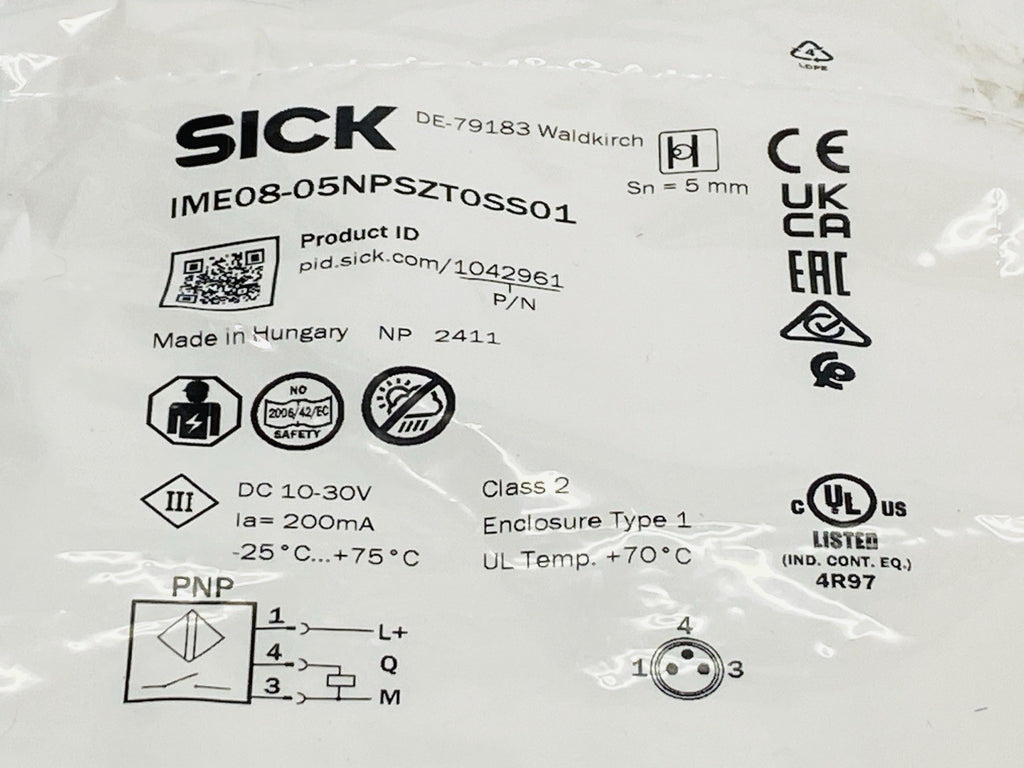 4
LDPE
SICK
DE-79183 Waldkirch
Sn = 5 mm
IME08-05NPSZT0SS01
CE
UK
CA
EAC
Product ID
pid.sick.com/1042961
P/N
Made in Hungary NP 2411
NO
2006/42/EC
SAFETY
III
DC 10-30V
Ia= 200mA
-25°C...+75°C
Class 2
Enclosure Type 1
UL Temp. +70°C
C UL US
LISTED
(IND. CONT. EQ.)
4R97
PNP
1 L+
4 Q
3 M
4
1 3